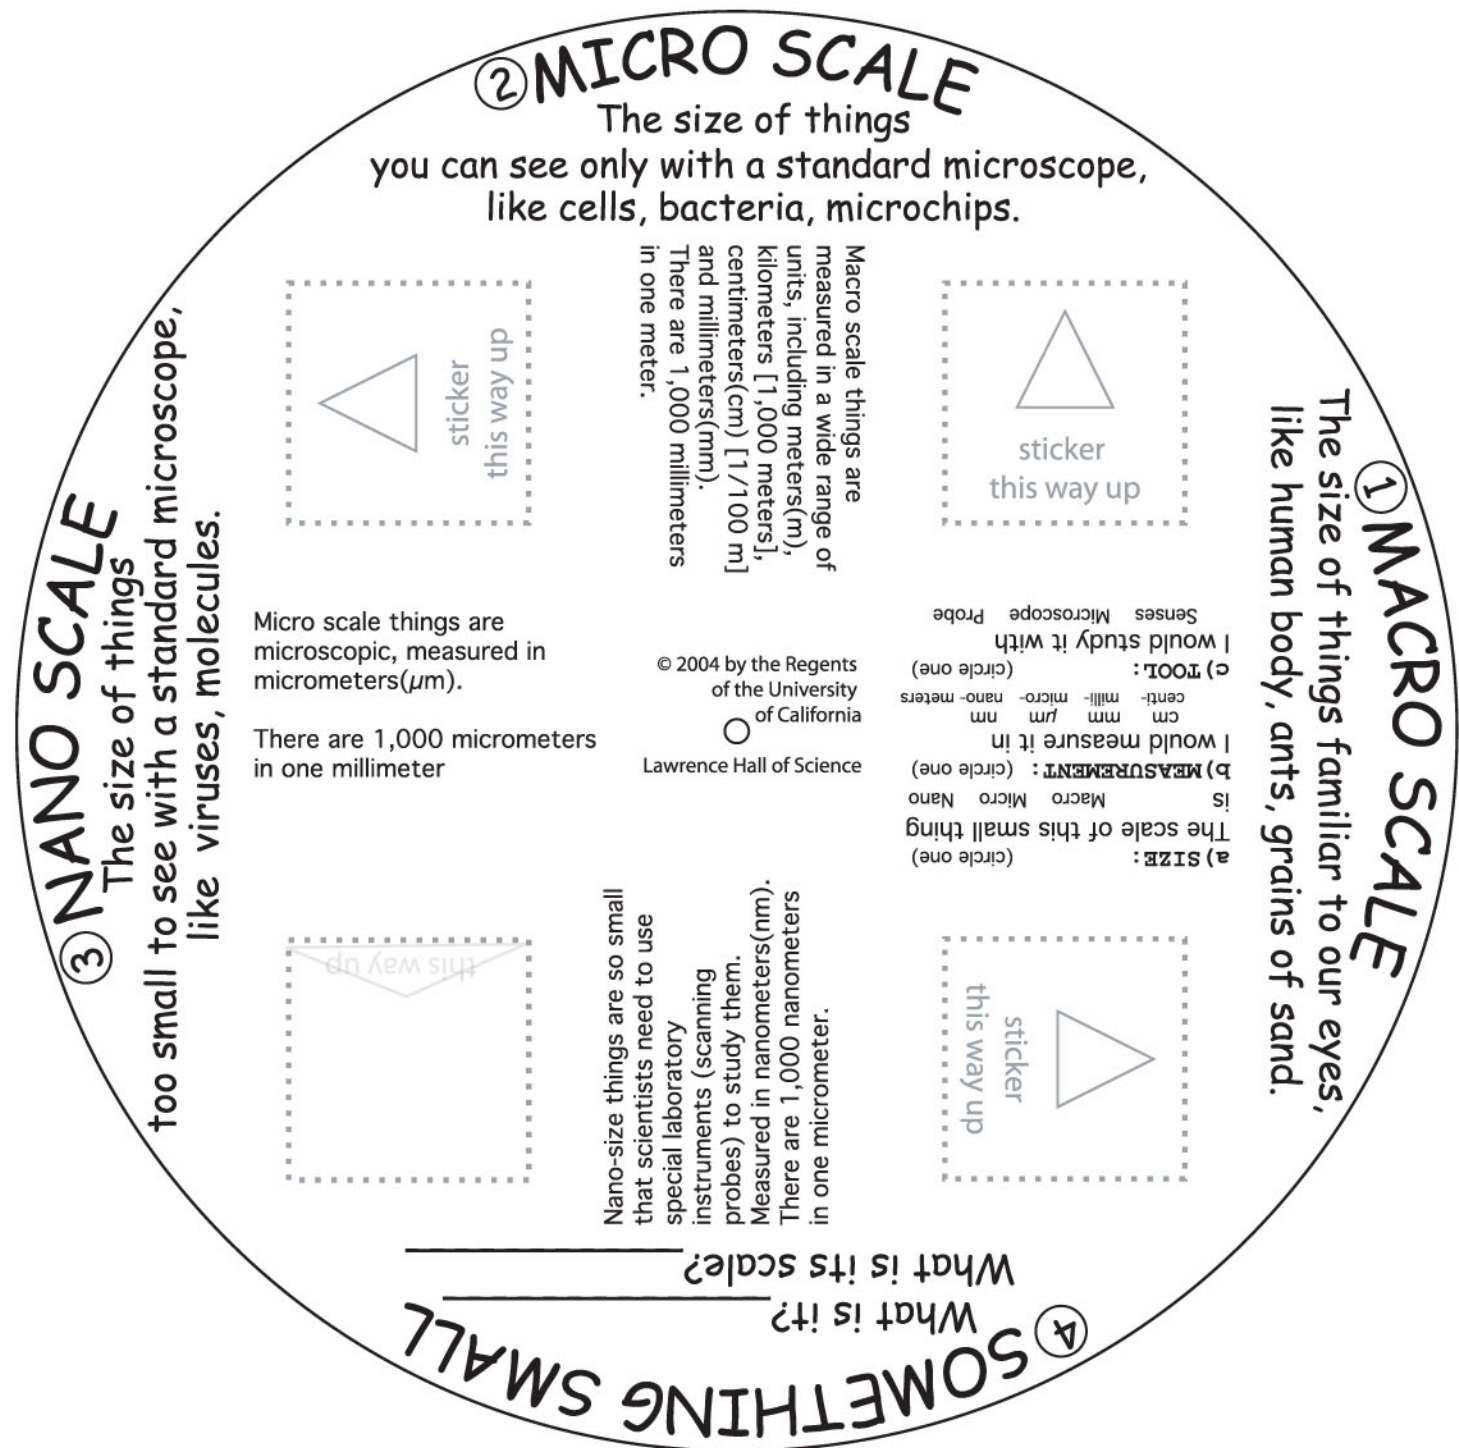 ① MACRO SCALE
The size of things familiar to our eyes,
like human body, ants, grains of sand.
Macro scale things are
measured in a wide range of
units, including meters(m),
kilometers [1,000 meters],
centimeters(cm) [1/100 m]
and millimeters(mm).
There are 1,000 millimeters
in one meter.
sticker
this way up
② MICRO SCALE
The size of things
you can see only with a standard microscope,
like cells, bacteria, microchips.
Micro scale things are
microscopic, measured in
micrometers(µm).
There are 1,000 micrometers
in one millimeter
sticker
this way up
③ NANO SCALE
The size of things
too small to see with a standard microscope,
like viruses, molecules.
Nano-size things are so small
that scientists need to use
special laboratory
instruments (scanning
probes) to study them.
Measured in nanometers(nm).
There are 1,000 nanometers
in one micrometer.
this way up
④ SOMETHING SMALL
What is it?
What is its scale?
a) SIZE: (circle one)
The scale of this small thing
is Macro Micro Nano
b) MEASUREMENT: (circle one)
I would measure it in
cm mm µm nm
centi- milli- micro- nano- meters
c) TOOL: (circle one)
I would study it with
Senses Microscope Probe
sticker
this way up
© 2004 by the Regents
of the University
of California
Lawrence Hall of Science